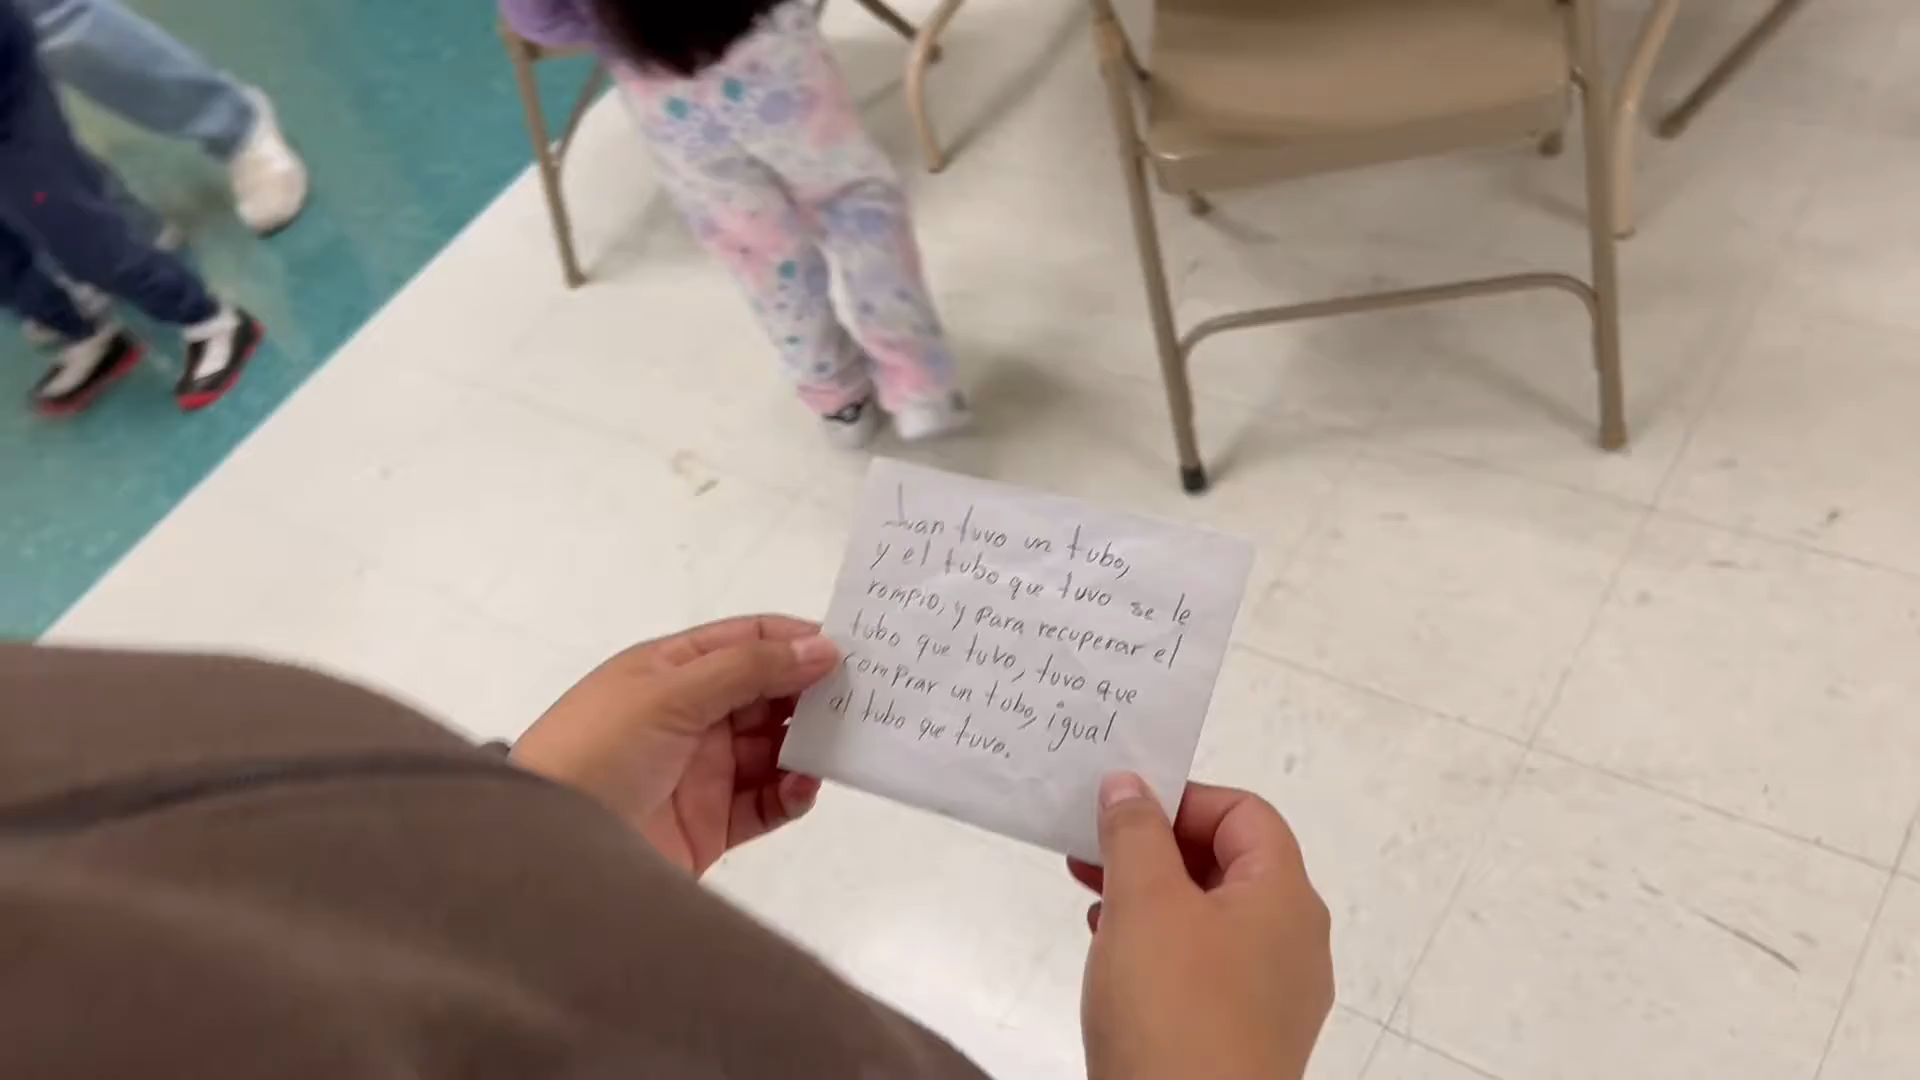 Juan tuvo un tubo,
y el tubo que tuvo se le
rompio, y para recuperar el
tubo que tuvo, tuvo que
comprar un tubo, igual
al tubo que tuvo.